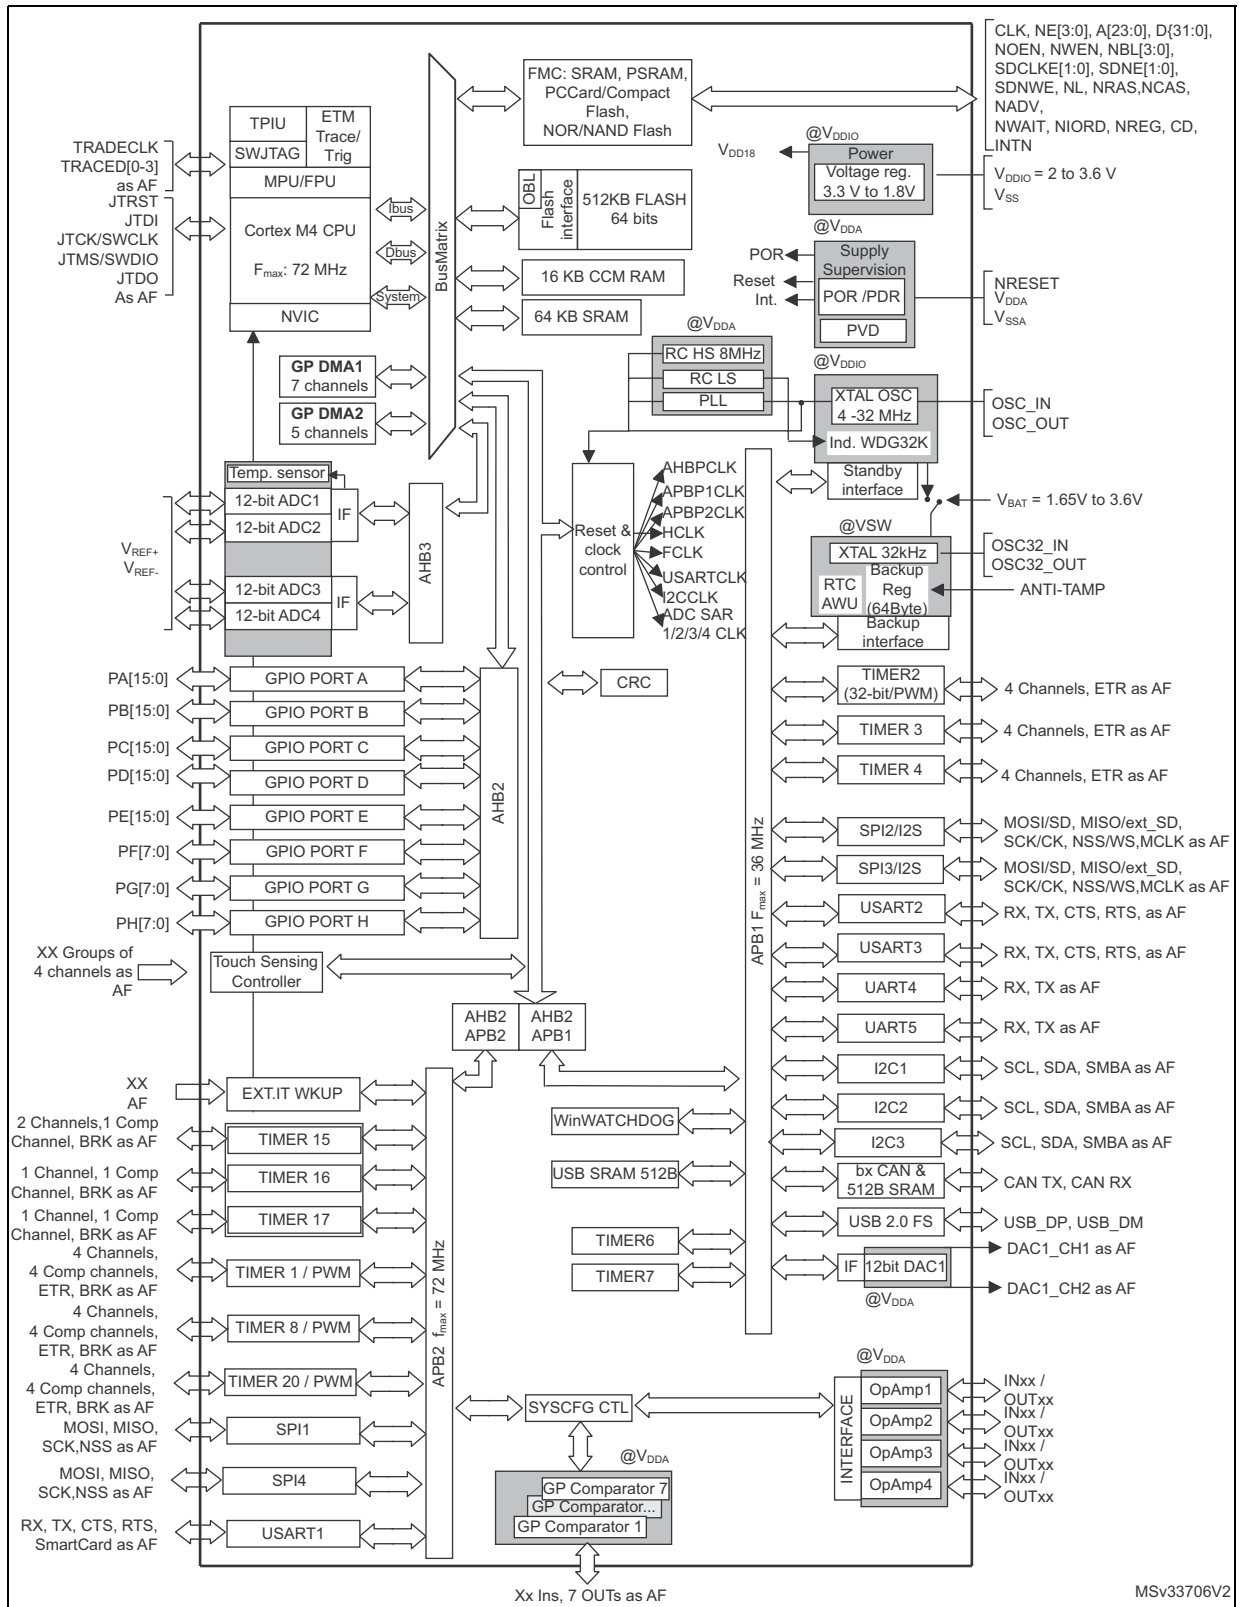 CLK, NE[3:0], A[23:0], D{31:0],
NOEN, NWEN, NBL[3:0],
SDCLKE[1:0], SDNE[1:0],
SDNWE, NL, NRAS,NCAS,
NADV,
NWAIT, NIORD, NREG, CD,
INTN
FMC: SRAM, PSRAM,
PCCard/Compact
Flash,
NOR/NAND Flash
TPIU
ETM
Trace/
Trig
SWJTAG
MPU/FPU
Cortex M4 CPU
Fmax: 72 MHz
NVIC
TRADECLK
TRACED[0-3]
as AF
JTRST
JTDI
JTCK/SWCLK
JTMS/SWDIO
JTDO
As AF
Ibus
Dbus
System
BusMatrix
OBL
Flash
interface
512KB FLASH
64 bits
16 KB CCM RAM
64 KB SRAM
@VDDIO
VDD18
Power
Voltage reg.
3.3 V to 1.8V
VDDIO = 2 to 3.6 V
VSS
@VDDA
POR
Reset
Int.
Supply
Supervision
POR /PDR
PVD
NRESET
VDDA
VSSA
@VDDA
RC HS 8MHz
RC LS
PLL
@VDDIO
XTAL OSC
4 -32 MHz
Ind. WDG32K
OSC_IN
OSC_OUT
Standby
interface
VBAT = 1.65V to 3.6V
@VSW
XTAL 32kHz
RTC
AWU
Backup
Reg
(64Byte)
OSC32_IN
OSC32_OUT
ANTI-TAMP
Backup
interface
GP DMA1
7 channels
GP DMA2
5 channels
Temp. sensor
12-bit ADC1
12-bit ADC2
IF
VREF+
VREF-
12-bit ADC3
12-bit ADC4
IF
AHB3
Reset &
clock
control
AHBPCLK
APBP1CLK
APBP2CLK
HCLK
FCLK
USARTCLK
I2CCLK
ADC SAR
1/2/3/4 CLK
CRC
PA[15:0]
GPIO PORT A
PB[15:0]
GPIO PORT B
PC[15:0]
GPIO PORT C
PD[15:0]
GPIO PORT D
PE[15:0]
GPIO PORT E
PF[7:0]
GPIO PORT F
PG[7:0]
GPIO PORT G
PH[7:0]
GPIO PORT H
AHB2
XX Groups of
4 channels as
AF
Touch Sensing
Controller
AHB2
APB2
AHB2
APB1
APB1 Fmax = 36 MHz
TIMER2
(32-bit/PWM)
4 Channels, ETR as AF
TIMER 3
4 Channels, ETR as AF
TIMER 4
4 Channels, ETR as AF
SPI2/I2S
MOSI/SD, MISO/ext_SD,
SCK/CK, NSS/WS,MCLK as AF
SPI3/I2S
MOSI/SD, MISO/ext_SD,
SCK/CK, NSS/WS,MCLK as AF
USART2
RX, TX, CTS, RTS, as AF
USART3
RX, TX, CTS, RTS, as AF
UART4
RX, TX as AF
UART5
RX, TX as AF
I2C1
SCL, SDA, SMBA as AF
I2C2
SCL, SDA, SMBA as AF
I2C3
SCL, SDA, SMBA as AF
bx CAN &
512B SRAM
CAN TX, CAN RX
USB 2.0 FS
USB_DP, USB_DM
IF
12bit DAC1
DAC1_CH1 as AF
DAC1_CH2 as AF
@VDDA
WinWATCHDOG
USB SRAM 512B
TIMER6
TIMER7
XX
AF
EXT.IT WKUP
2 Channels,1 Comp
Channel, BRK as AF
TIMER 15
1 Channel, 1 Comp
Channel, BRK as AF
TIMER 16
1 Channel, 1 Comp
Channel, BRK as AF
TIMER 17
4 Channels,
4 Comp channels,
ETR, BRK as AF
TIMER 1 / PWM
4 Channels,
4 Comp channels,
ETR, BRK as AF
TIMER 8 / PWM
4 Channels,
4 Comp channels,
ETR, BRK as AF
TIMER 20 / PWM
MOSI, MISO,
SCK,NSS as AF
SPI1
MOSI, MISO,
SCK,NSS as AF
SPI4
RX, TX, CTS, RTS,
SmartCard as AF
USART1
APB2 fmax = 72 MHz
SYSCFG CTL
@VDDA
GP Comparator 7
GP Comparator...
GP Comparator 1
Xx Ins, 7 OUTs as AF
@VDDA
INTERFACE
OpAmp1
INxx /
OUTxx
OpAmp2
INxx /
OUTxx
OpAmp3
INxx /
OUTxx
OpAmp4
INxx /
OUTxx
MSv33706V2